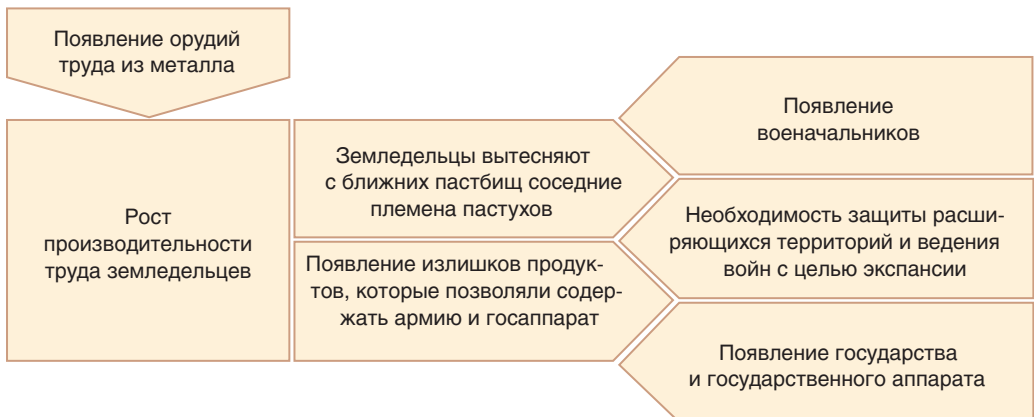 Появление орудий
труда из металла
Рост
производительности
труда земледельцев
Земледельцы вытесняют
с ближних пастбищ соседние
племена пастухов
Появление излишков продук-
тов, которые позволяли содер-
жать армию и госаппарат
Появление
военачальников
Необходимость защиты расши-
ряющихся территорий и ведения
войн с целью экспансии
Появление государства
и государственного аппарата